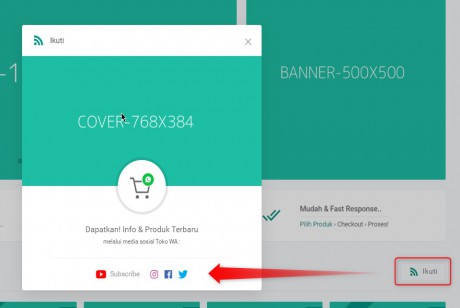 Ikuti
-1
COVER-768X384
BANNER-500X500
Dapatkan! Info & Produk Terbaru
melalui media sosial Toko WA:
Subscribe
Mudah & Fast Response..
Pilih Produk › Checkout › Proses!
Ikuti